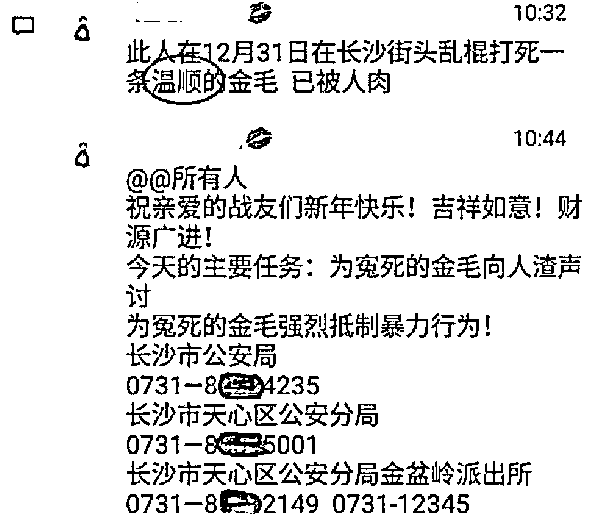 10:32
此人在12月31日在长沙街头乱棍打死一
条温顺的金毛 已被人肉
10:44
@@所有人
祝亲爱的战友们新年快乐！吉祥如意！财
源广进！
今天的主要任务：为冤死的金毛向人渣声
讨
为冤死的金毛强烈抵制暴力行为！
长沙市公安局
0731—8 4235
长沙市天心区公安分局
0731—8 5001
长沙市天心区公安分局金盆岭派出所
0731—8 2149 0731-12345